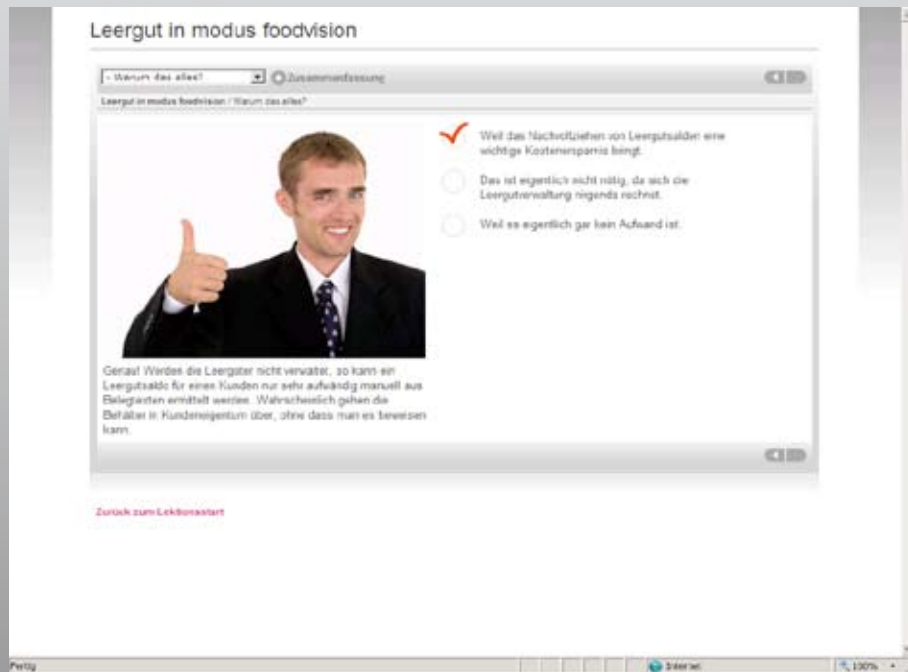 Leergut in modus foodvision
- Warum das alles?
Zusammenfassung
Leergut in modus foodvision / Warum das alles?
Weil das Nachvollziehen von Leergutsalden eine
wichtige Kostenersparnis bringt.
Das ist eigentlich nicht nötig, da sich die
Leergutverwaltung nirgends rechnet.
Weil es eigentlich gar kein Aufwand ist.
Genau! Werden die Leergüter nicht verwaltet, so kann ein
Leergutsaldo für einen Kunden nur sehr aufwändig manuell aus
Belegtexten ermittelt werden. Wahrscheinlich gehen die
Behälter in Kundeneigentum über, ohne dass man es beweisen
kann.
Zurück zum Lektionsstart
Fertig
Internet
100%